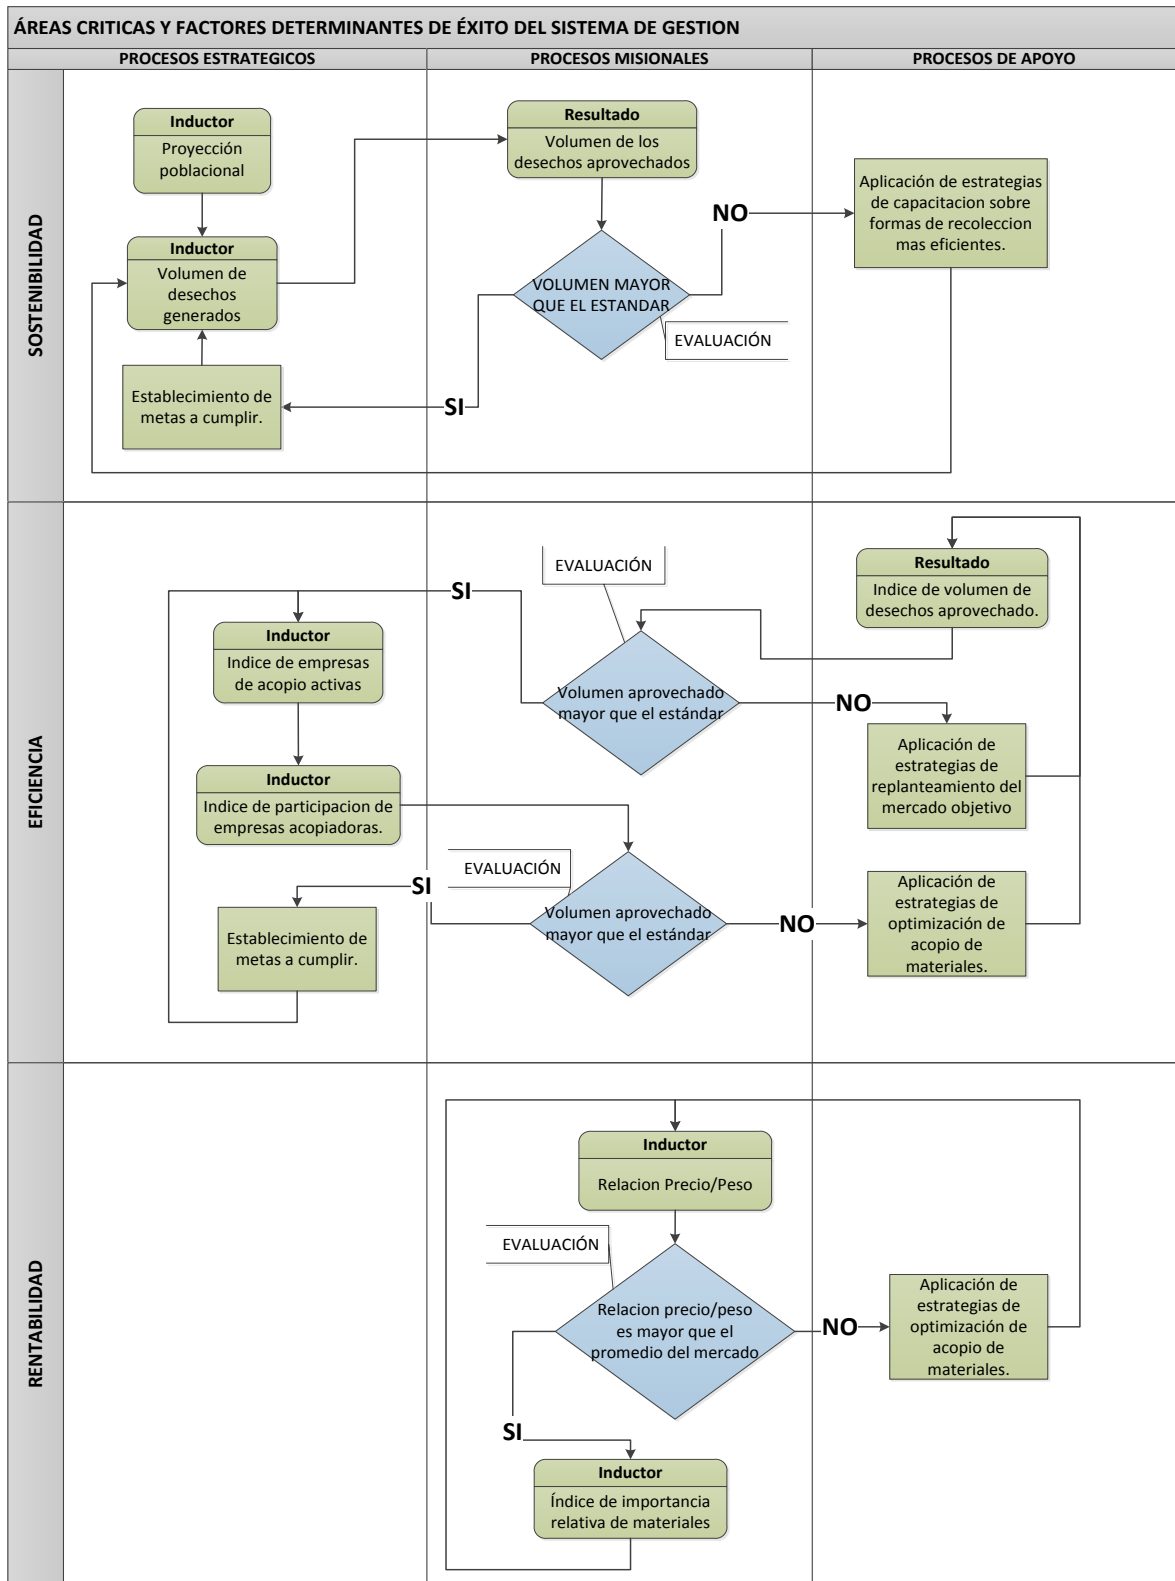 ÁREAS CRITICAS Y FACTORES DETERMINANTES DE ÉXITO DEL SISTEMA DE GESTION
PROCESOS ESTRATEGICOS
PROCESOS MISIONALES
PROCESOS DE APOYO
SOSTENIBILIDAD
Inductor
Proyección
poblacional
Resultado
Volumen de los
desechos aprovechados
Aplicación de estrategias
de capacitacion sobre
formas de recoleccion
mas eficientes.
NO
Inductor
Volumen de
desechos
generados
VOLUMEN MAYOR
QUE EL ESTANDAR
EVALUACIÓN
Establecimiento de
metas a cumplir.
SI
EFICIENCIA
EVALUACIÓN
SI
Resultado
Indice de volumen de
desechos aprovechado.
Inductor
Indice de empresas
de acopio activas
Volumen aprovechado
mayor que el estándar
NO
Aplicación de
estrategias de
replanteamiento del
mercado objetivo
Inductor
Indice de participacion de
empresas acopiadoras.
EVALUACIÓN
SI
Volumen aprovechado
mayor que el estándar
NO
Aplicación de
estrategias de
optimización de
acopio de
materiales.
Establecimiento de
metas a cumplir.
RENTABILIDAD
Inductor
Relacion Precio/Peso
EVALUACIÓN
Relacion precio/peso
es mayor que el
promedio del mercado
NO
Aplicación de
estrategias de
optimización de
acopio de
materiales.
SI
Inductor
Índice de importancia
relativa de materiales